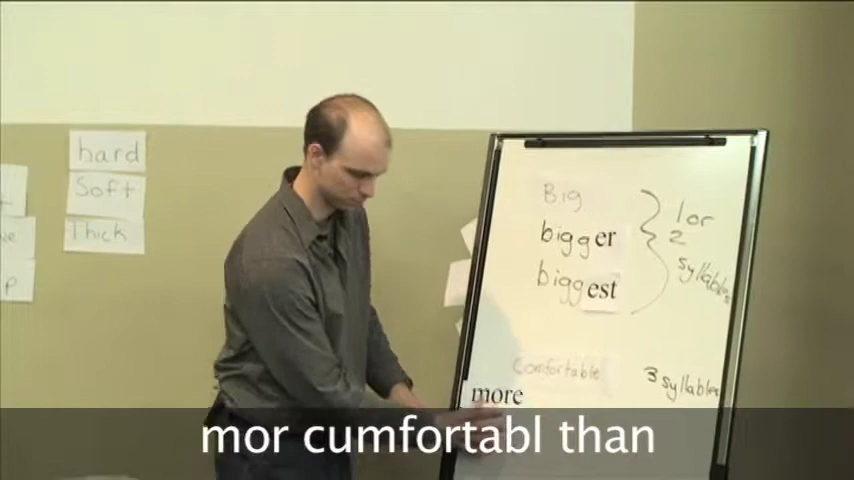 hard
Soft
Thick
P
Big
bigger
biggest
1 or
2
syllables
Comfortable
3 syllables
more
mor cumfortabl than